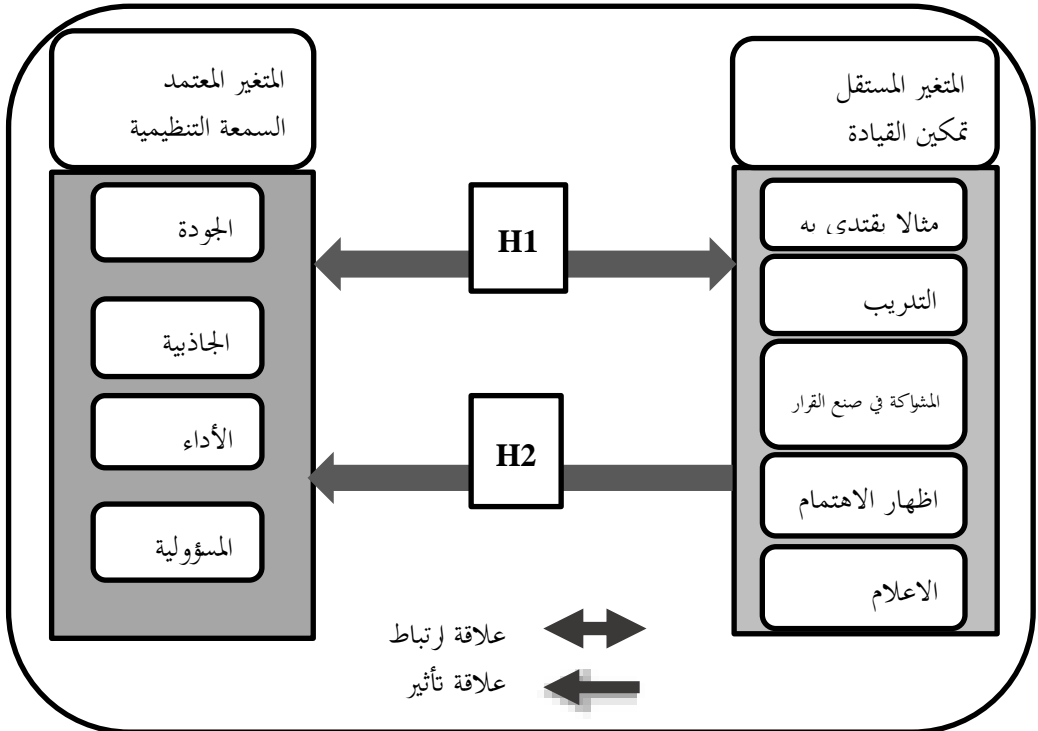 المتغير المستقل
تمكين القيادة
مثالا يقتدى به
التدريب
المشاركة في صنع القرار
اظهار الاهتمام
الاعلام
H1
H2
المتغير المعتمد
السمعة التنظيمية
الجودة
الجاذبية
الأداء
المسؤولية
علاقة ارتباط
علاقة تأثير